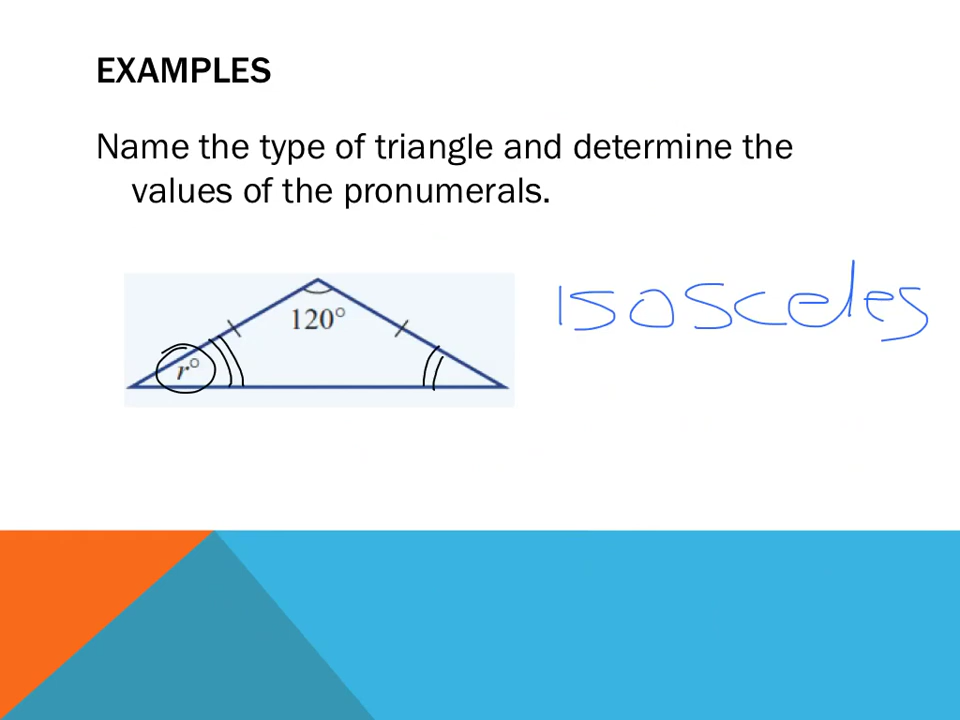 EXAMPLES
Name the type of triangle and determine the
values of the pronumerals.
isosceles
120°
r°